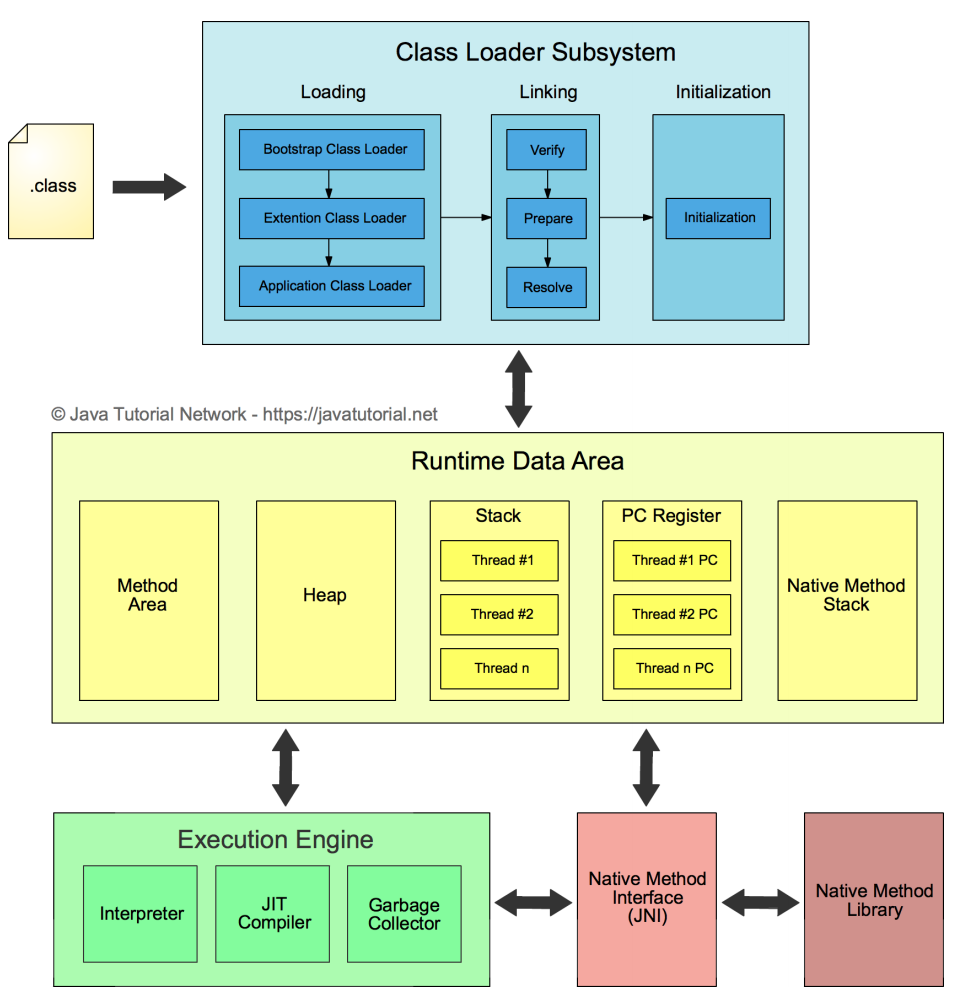 Class Loader Subsystem
Loading
Linking
Initialization
.class
Bootstrap Class Loader
Extention Class Loader
Application Class Loader
Verify
Prepare
Resolve
Initialization
© Java Tutorial Network - https://javatutorial.net
Runtime Data Area
Method
Area
Heap
Stack
Thread #1
Thread #2
Thread n
PC Register
Thread #1 PC
Thread #2 PC
Thread n PC
Native Method
Stack
Execution Engine
Interpreter
JIT
Compiler
Garbage
Collector
Native Method
Interface
(JNI)
Native Method
Library